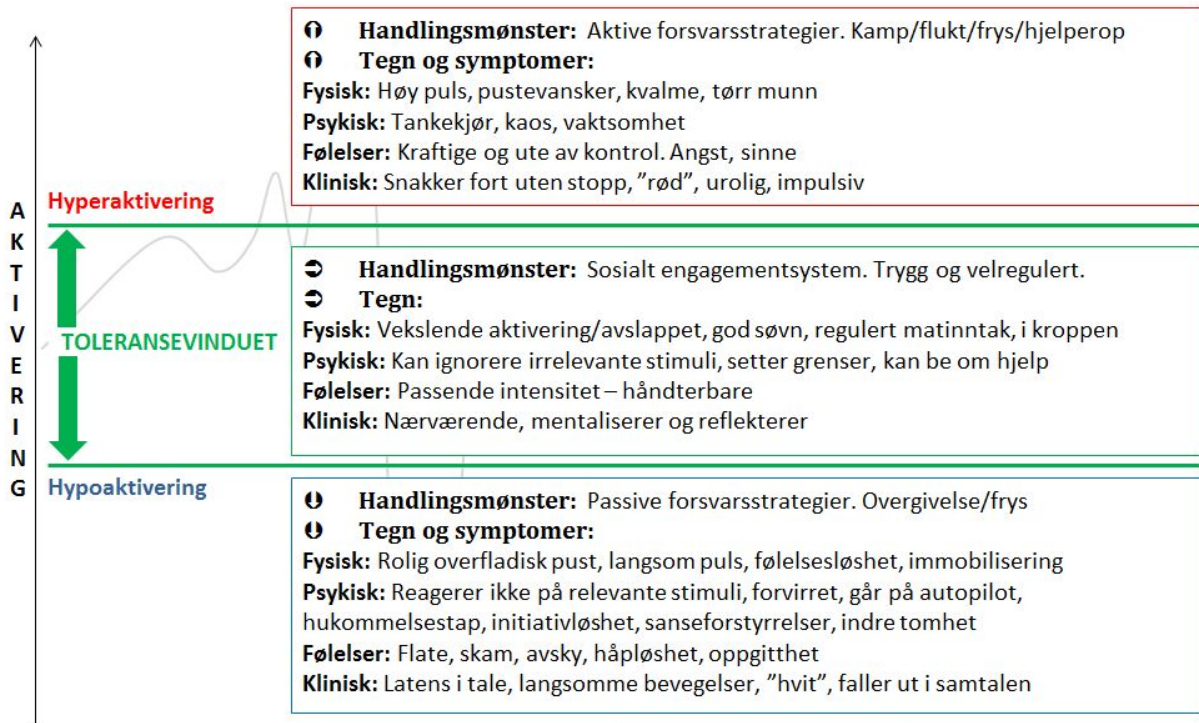 Handlingsmønster: Aktive forsvarsstrategier. Kamp/flukt/frys/hjelperop
Tegn og symptomer:
Fysisk: Høy puls, pustevansker, kvalme, tørr munn
Psykisk: Tankekjør, kaos, vaktsomhet
Følelser: Kraftige og ute av kontrol. Angst, sinne
Klinisk: Snakker fort uten stopp, ”rød”, urolig, impulsiv
Hyperaktivering
AKTIVERING
Handlingsmønster: Sosialt engagementsystem. Trygg og velregulert.
Tegn:
Fysisk: Vekslende aktivering/avslappet, god søvn, regulert matinntak, i kroppen
TOLERANSEVINDUET
Psykisk: Kan ignorere irrelevante stimuli, setter grenser, kan be om hjelp
Følelser: Passende intensitet – håndterbare
Klinisk: Nærværende, mentaliserer og reflekterer
Hypoaktivering
Handlingsmønster: Passive forsvarsstrategier. Overgivelse/frys
Tegn og symptomer:
Fysisk: Rolig overfladisk pust, langsom puls, følelsesløshet, immobilisering
Psykisk: Reagerer ikke på relevante stimuli, forvirret, går på autopilot,
hukommelsestap, initiativløshet, sanseforstyrrelser, indre tomhet
Følelser: Flate, skam, avsky, håpløshet, oppgitthet
Klinisk: Latens i tale, langsomme bevegelser, ”hvit”, faller ut i samtalen